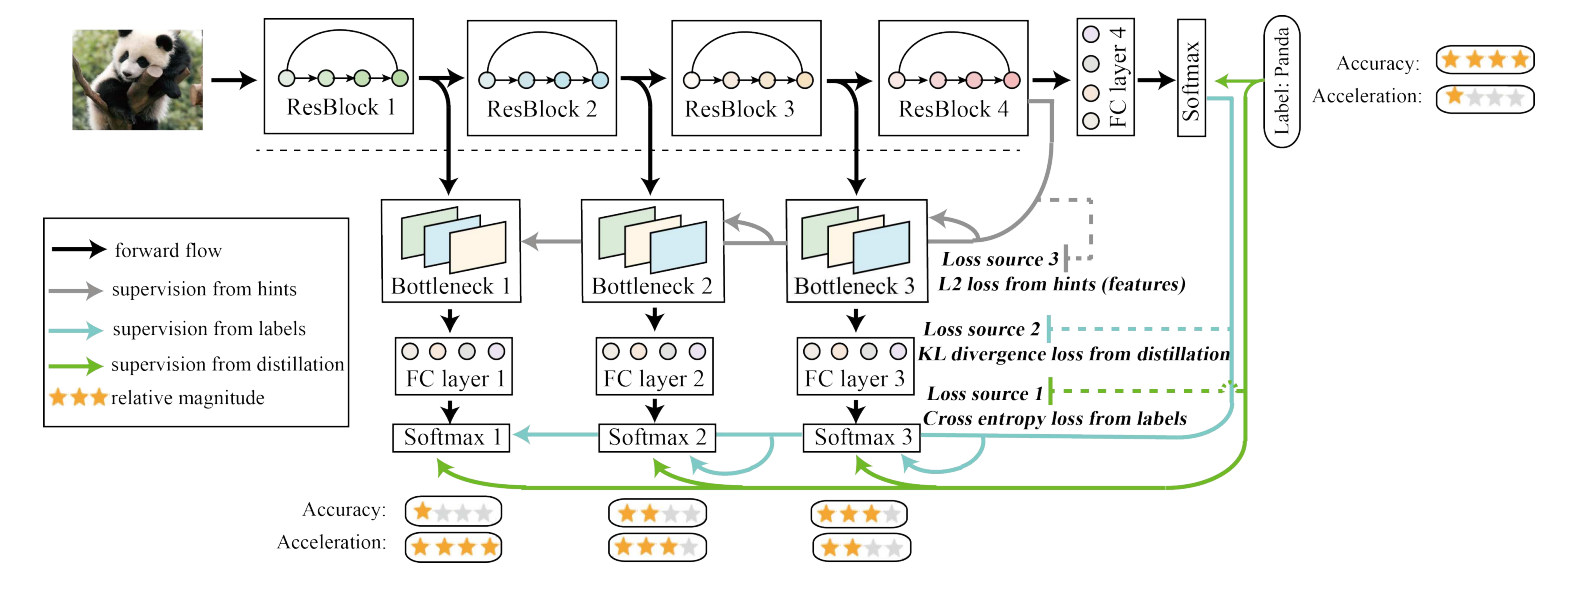 ResBlock 1
ResBlock 2
ResBlock 3
ResBlock 4
FC layer 4
Softmax
Label: Panda
Accuracy:
Acceleration:
forward flow
supervision from hints
supervision from labels
supervision from distillation
relative magnitude
Bottleneck 1
Bottleneck 2
Bottleneck 3
Loss source 3
L2 loss from hints (features)
Loss source 2
KL divergence loss from distillation
Loss source 1
Cross entropy loss from labels
FC layer 1
FC layer 2
FC layer 3
Softmax 1
Softmax 2
Softmax 3
Accuracy:
Acceleration: